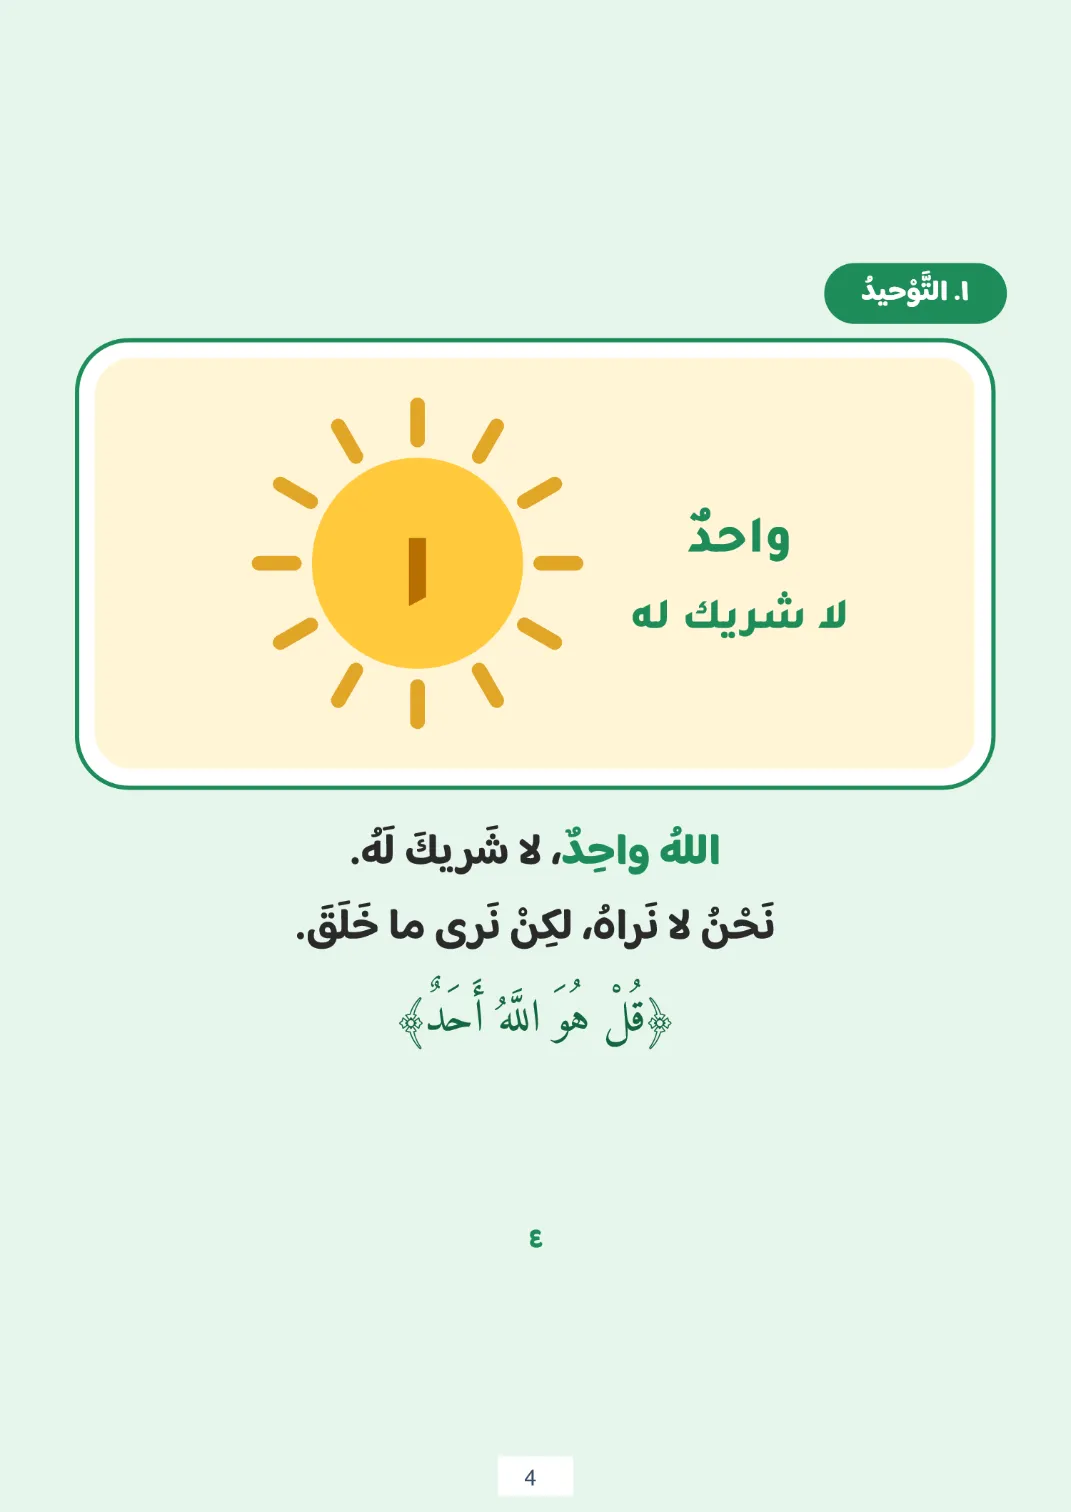 ١. التَّوْحيدُ
١
واحدٌ
لا شريك له
اللهُ واحِدٌ، لا شَريكَ لَهُ.
نَحْنُ لا نَراهُ، لكِنْ نَرى ما خَلَقَ.
﴿قُلْ هُوَ اللَّهُ أَحَدٌ﴾
٤
4